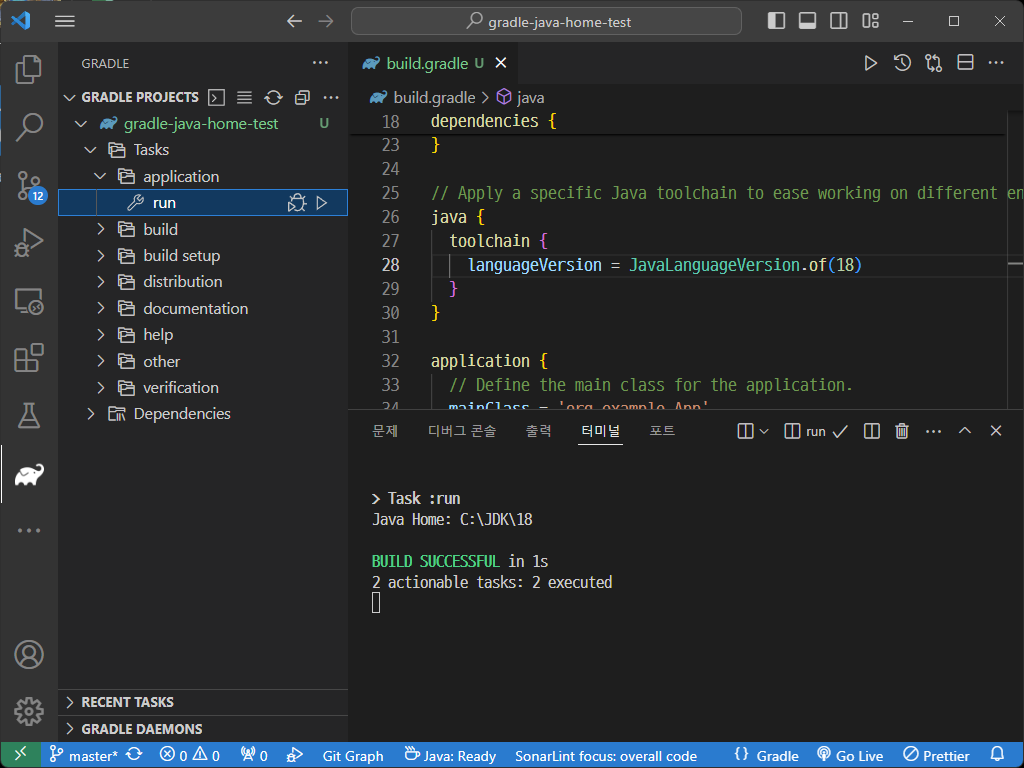 gradle-java-home-test
GRADLE
GRADLE PROJECTS
gradle-java-home-test U
Tasks
application
run
build
build setup
distribution
documentation
help
other
verification
Dependencies
RECENT TASKS
GRADLE DAEMONS
12
build.gradle U
build.gradle > java
18 dependencies {
23 }
24
25 // Apply a specific Java toolchain to ease working on different en
26 java {
27 toolchain {
28 languageVersion = JavaLanguageVersion.of(18)
29 }
30 }
31
32 application {
33 // Define the main class for the application.
34 mainClass = 'org.example.App'
문제 디버그 콘솔 출력 터미널 포트 run
> Task :run
Java Home: C:\JDK\18
BUILD SUCCESSFUL in 1s
2 actionable tasks: 2 executed
master* 0 0 0 Git Graph Java: Ready SonarLint focus: overall code {} Gradle Go Live Prettier